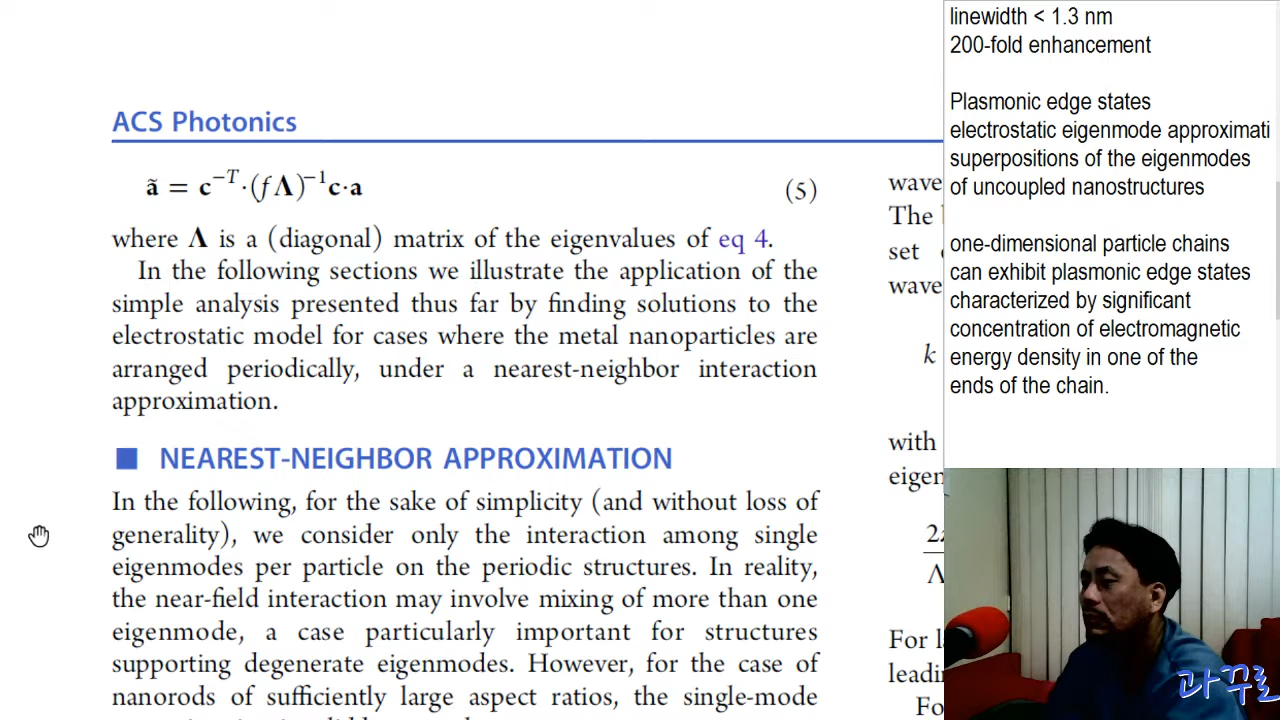 ACS Photonics
ã = c^{-T}·(fΛ)^{-1}c·a (5)
where Λ is a (diagonal) matrix of the eigenvalues of eq 4.
In the following sections we illustrate the application of the
simple analysis presented thus far by finding solutions to the
electrostatic model for cases where the metal nanoparticles are
arranged periodically, under a nearest-neighbor interaction
approximation.
NEAREST-NEIGHBOR APPROXIMATION
In the following, for the sake of simplicity (and without loss of
generality), we consider only the interaction among single
eigenmodes per particle on the periodic structures. In reality,
the near-field interaction may involve mixing of more than one
eigenmode, a case particularly important for structures
supporting degenerate eigenmodes. However, for the case of
nanorods of sufficiently large aspect ratios, the single-mode
wave
The
set
wave
k
with
eigen
Λ
For
leadin
Fo
linewidth < 1.3 nm
200-fold enhancement
Plasmonic edge states
electrostatic eigenmode approximati
superpositions of the eigenmodes
of uncoupled nanostructures
one-dimensional particle chains
can exhibit plasmonic edge states
characterized by significant
concentration of electromagnetic
energy density in one of the
ends of the chain.
과꾸로